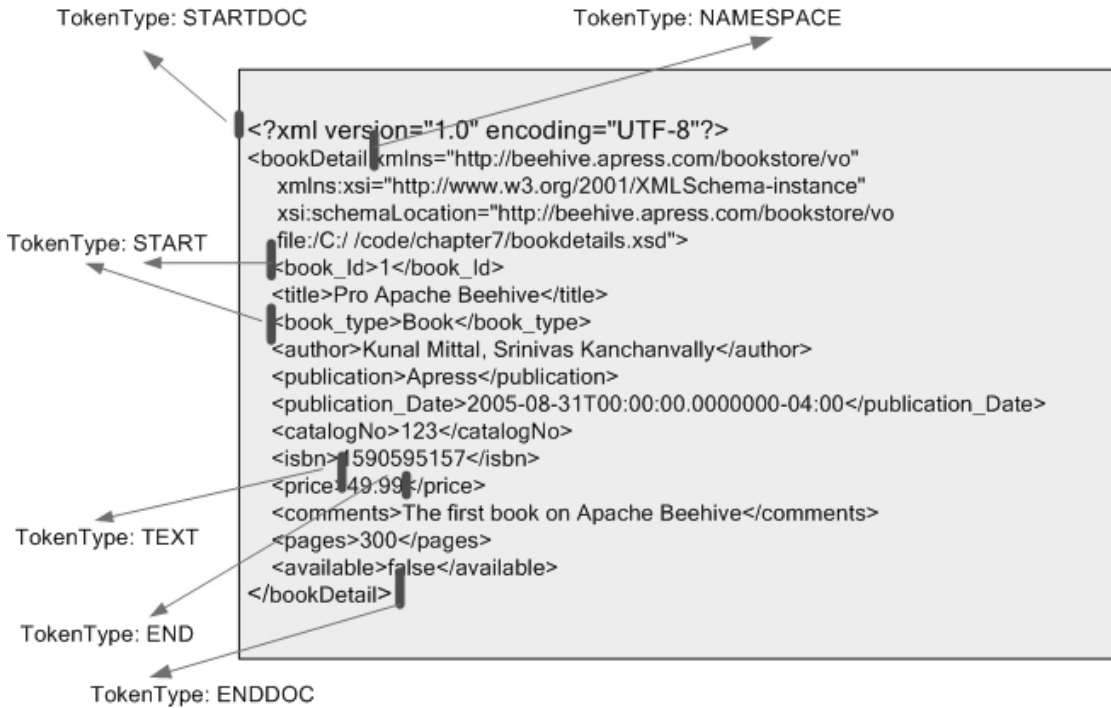 TokenType: STARTDOC
TokenType: NAMESPACE
<?xml version="1.0" encoding="UTF-8"?>
<bookDetail xmlns="http://beehive.apress.com/bookstore/vo"
xmlns:xsi="http://www.w3.org/2001/XMLSchema-instance"
xsi:schemaLocation="http://beehive.apress.com/bookstore/vo
TokenType: START
file:/C:/ /code/chapter7/bookdetails.xsd">
<book_Id>1</book_Id>
<title>Pro Apache Beehive</title>
<book_type>Book</book_type>
<author>Kunal Mittal, Srinivas Kanchanvally</author>
<publication>Apress</publication>
<publication_Date>2005-08-31T00:00:00.0000000-04:00</publication_Date>
<catalogNo>123</catalogNo>
<isbn>1590595157</isbn>
<price>49.99</price>
<comments>The first book on Apache Beehive</comments>
TokenType: TEXT
<pages>300</pages>
<available>false</available>
</bookDetail>
TokenType: END
TokenType: ENDDOC